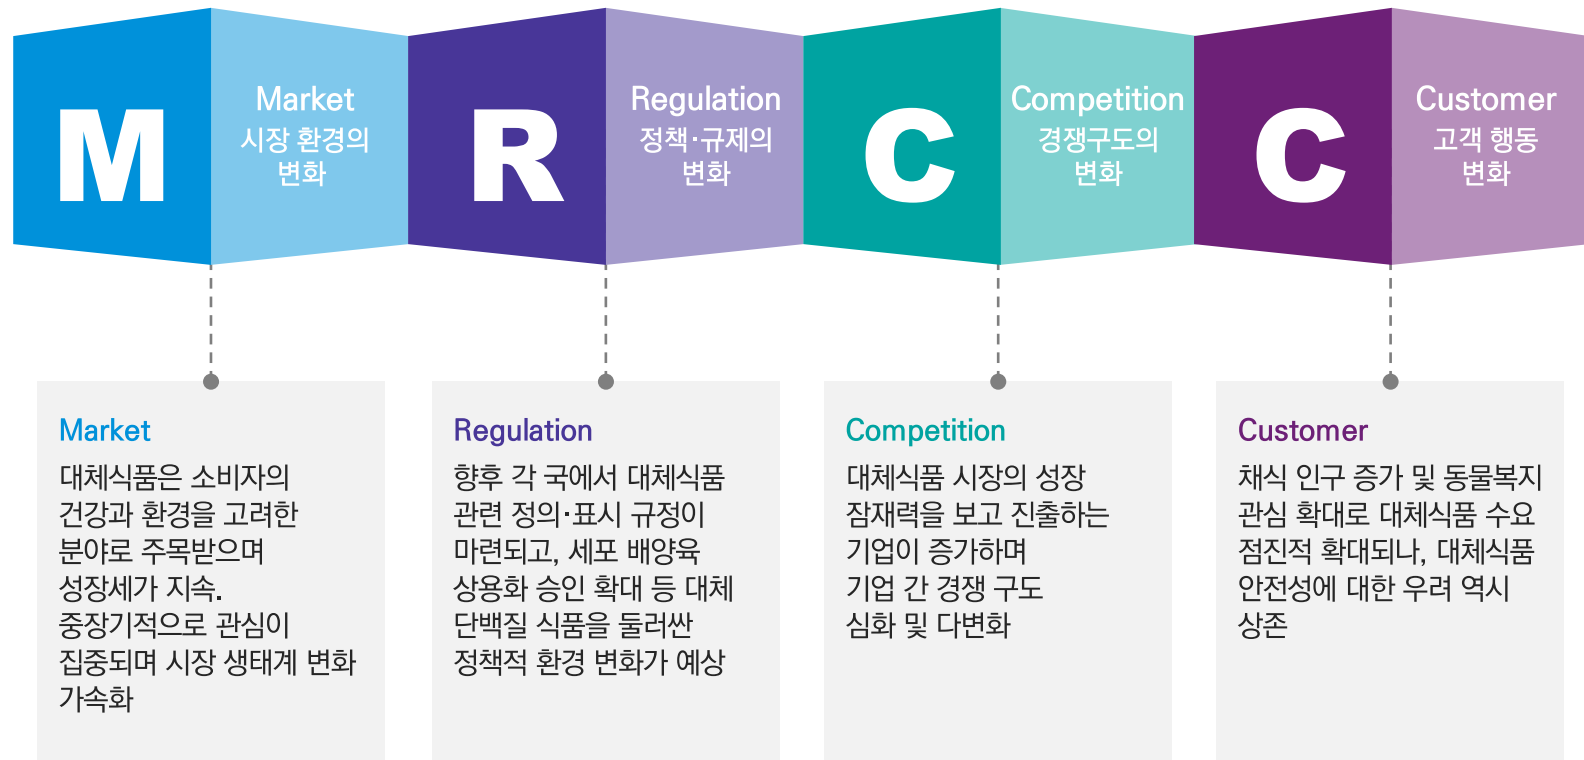 M
Market
시장 환경의
변화
R
Regulation
정책·규제의
변화
C
Competition
경쟁구도의
변화
C
Customer
고객 행동
변화
Market
대체식품은 소비자의
건강과 환경을 고려한
분야로 주목받으며
성장세가 지속.
중장기적으로 관심이
집중되며 시장 생태계 변화
가속화
Regulation
향후 각 국에서 대체식품
관련 정의·표시 규정이
마련되고, 세포 배양육
상용화 승인 확대 등 대체
단백질 식품을 둘러싼
정책적 환경 변화가 예상
Competition
대체식품 시장의 성장
잠재력을 보고 진출하는
기업이 증가하며
기업 간 경쟁 구도
심화 및 다변화
Customer
채식 인구 증가 및 동물복지
관심 확대로 대체식품 수요
점진적 확대되나, 대체식품
안전성에 대한 우려 역시
상존